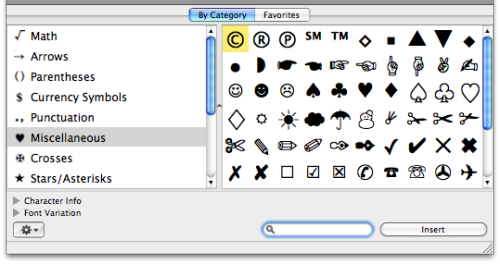 By Category Favorites
√ Math
→ Arrows
() Parentheses
$ Currency Symbols
., Punctuation
♥ Miscellaneous
✠ Crosses
★ Stars/Asterisks
© ® ℗ ℠ ™
Character Info
Font Variation
Insert